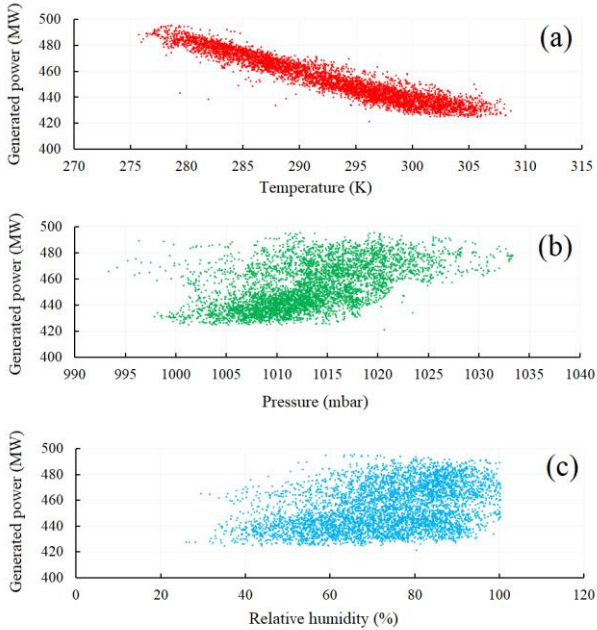 (a)
Generated power (MW)
500
480
460
440
420
400
270 275 280 285 290 295 300 305 310 315
Temperature (K)
(b)
Generated power (MW)
500
480
460
440
420
400
990 995 1000 1005 1010 1015 1020 1025 1030 1035 1040
Pressure (mbar)
(c)
Generated power (MW)
500
480
460
440
420
400
0 20 40 60 80 100 120
Relative humidity (%)